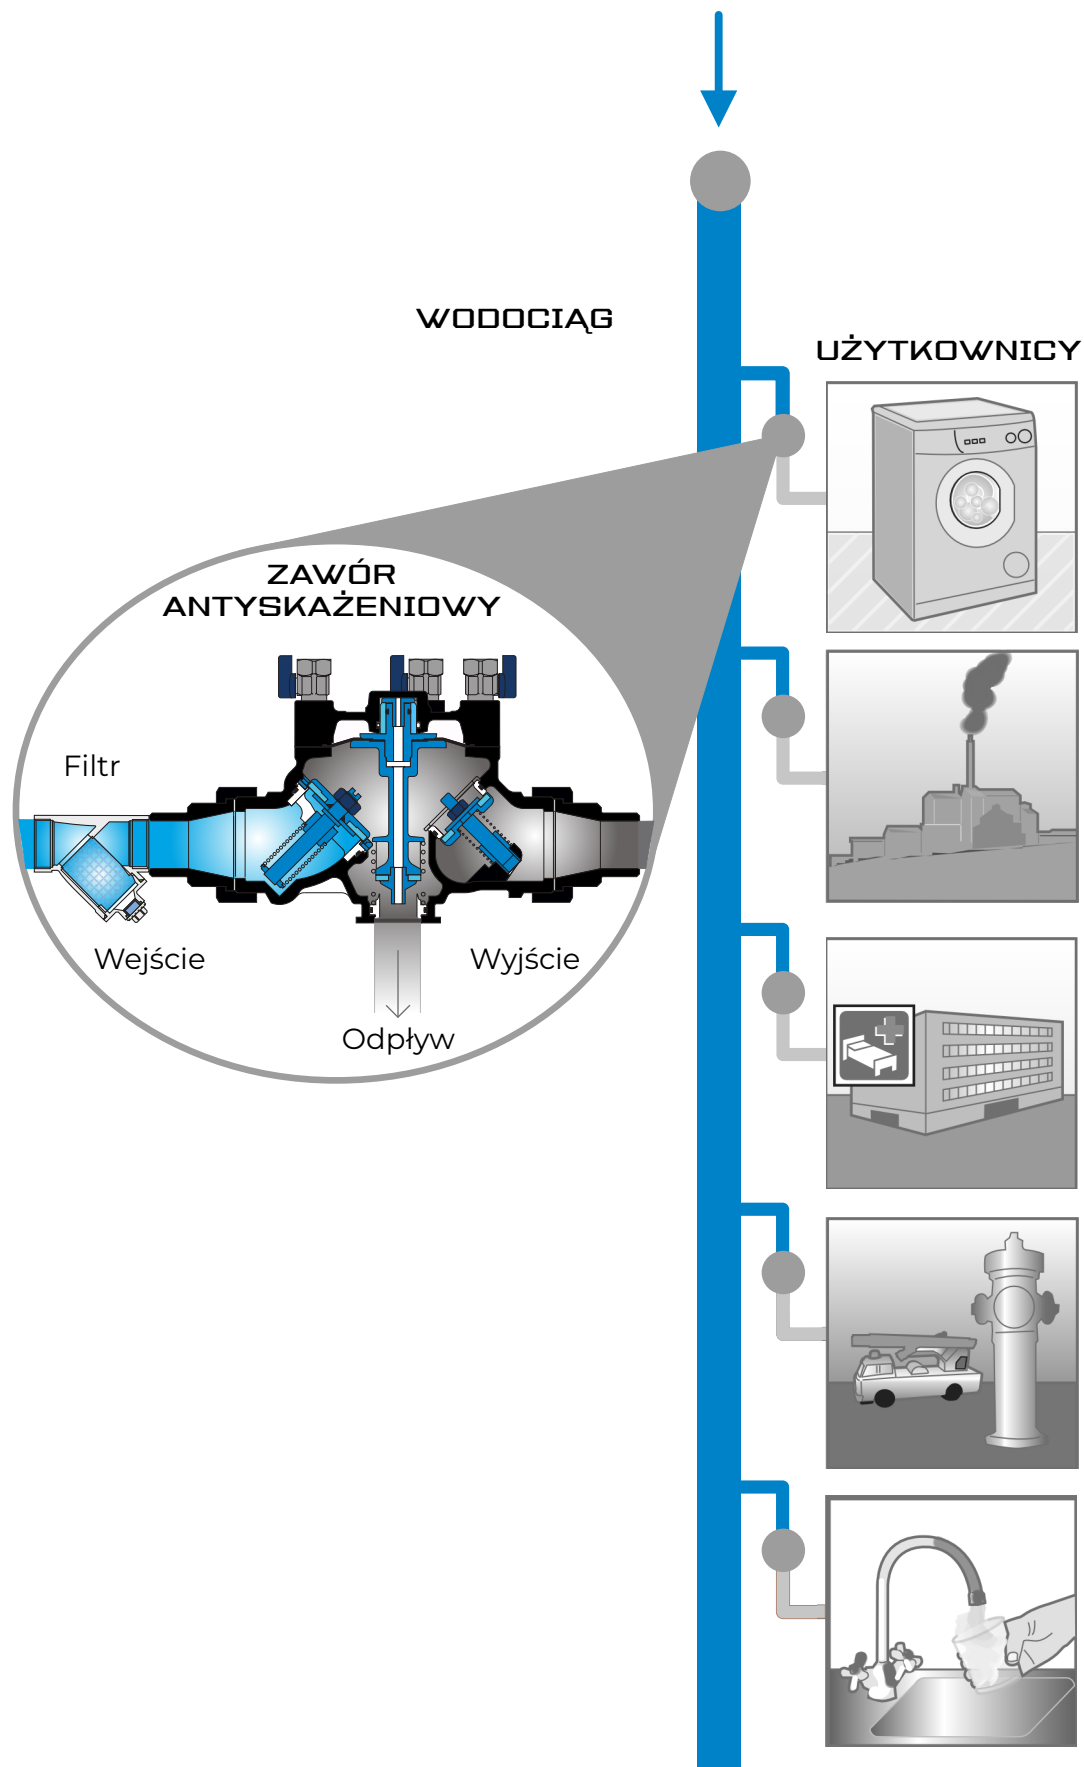 WODOCIĄG
UŻYTKOWNICY
ZAWÓR
ANTYSKAŻENIOWY
Filtr
Wejście
Wyjście
Odpływ